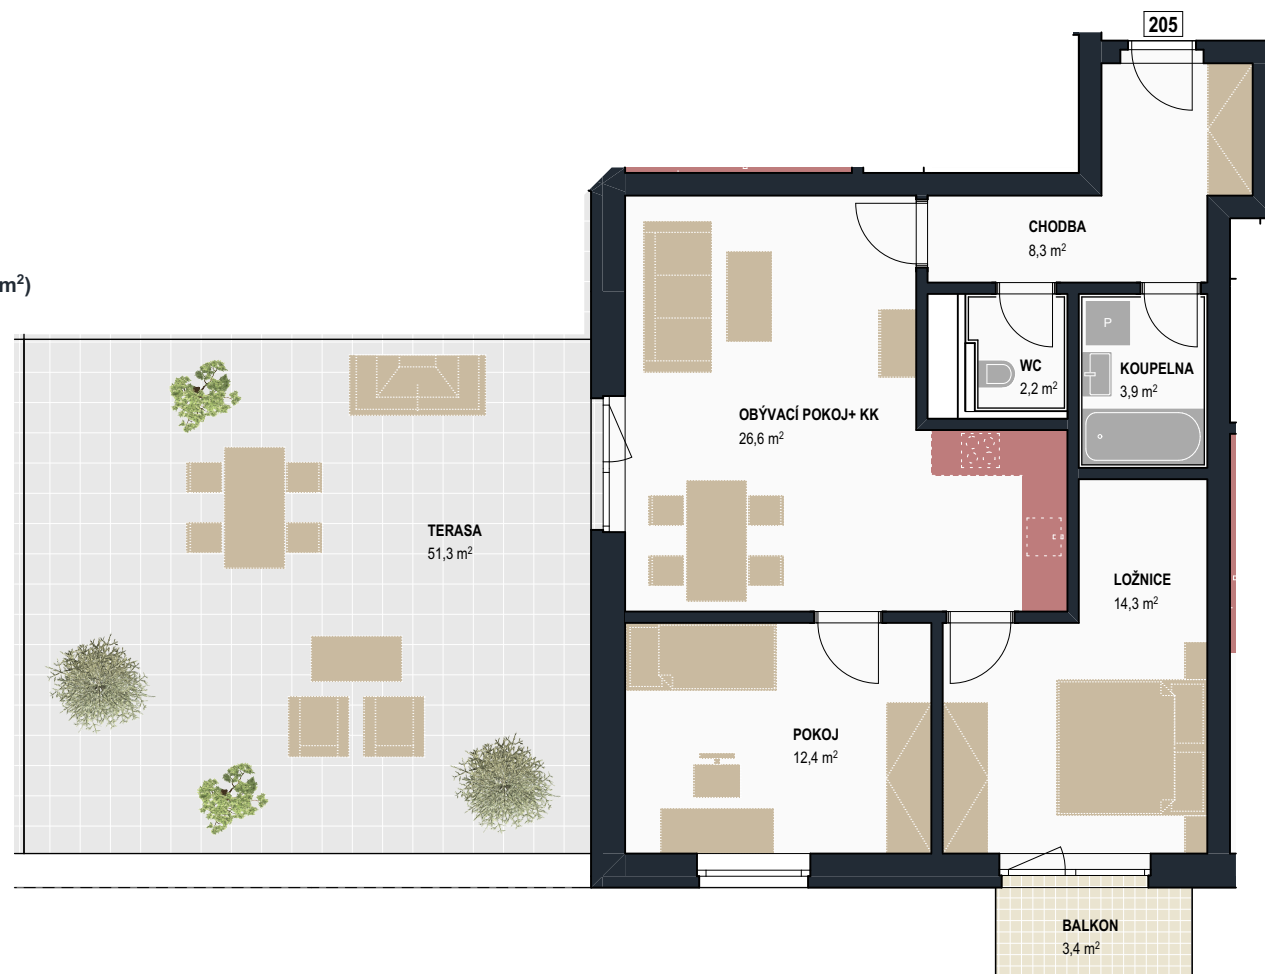 205
CHODBA
8,3 m²
m²)
WC
2,2 m²
P
KOUPELNA
3,9 m²
OBÝVACÍ POKOJ+ KK
26,6 m²
TERASA
51,3 m²
LOŽNICE
14,3 m²
POKOJ
12,4 m²
BALKON
3,4 m²